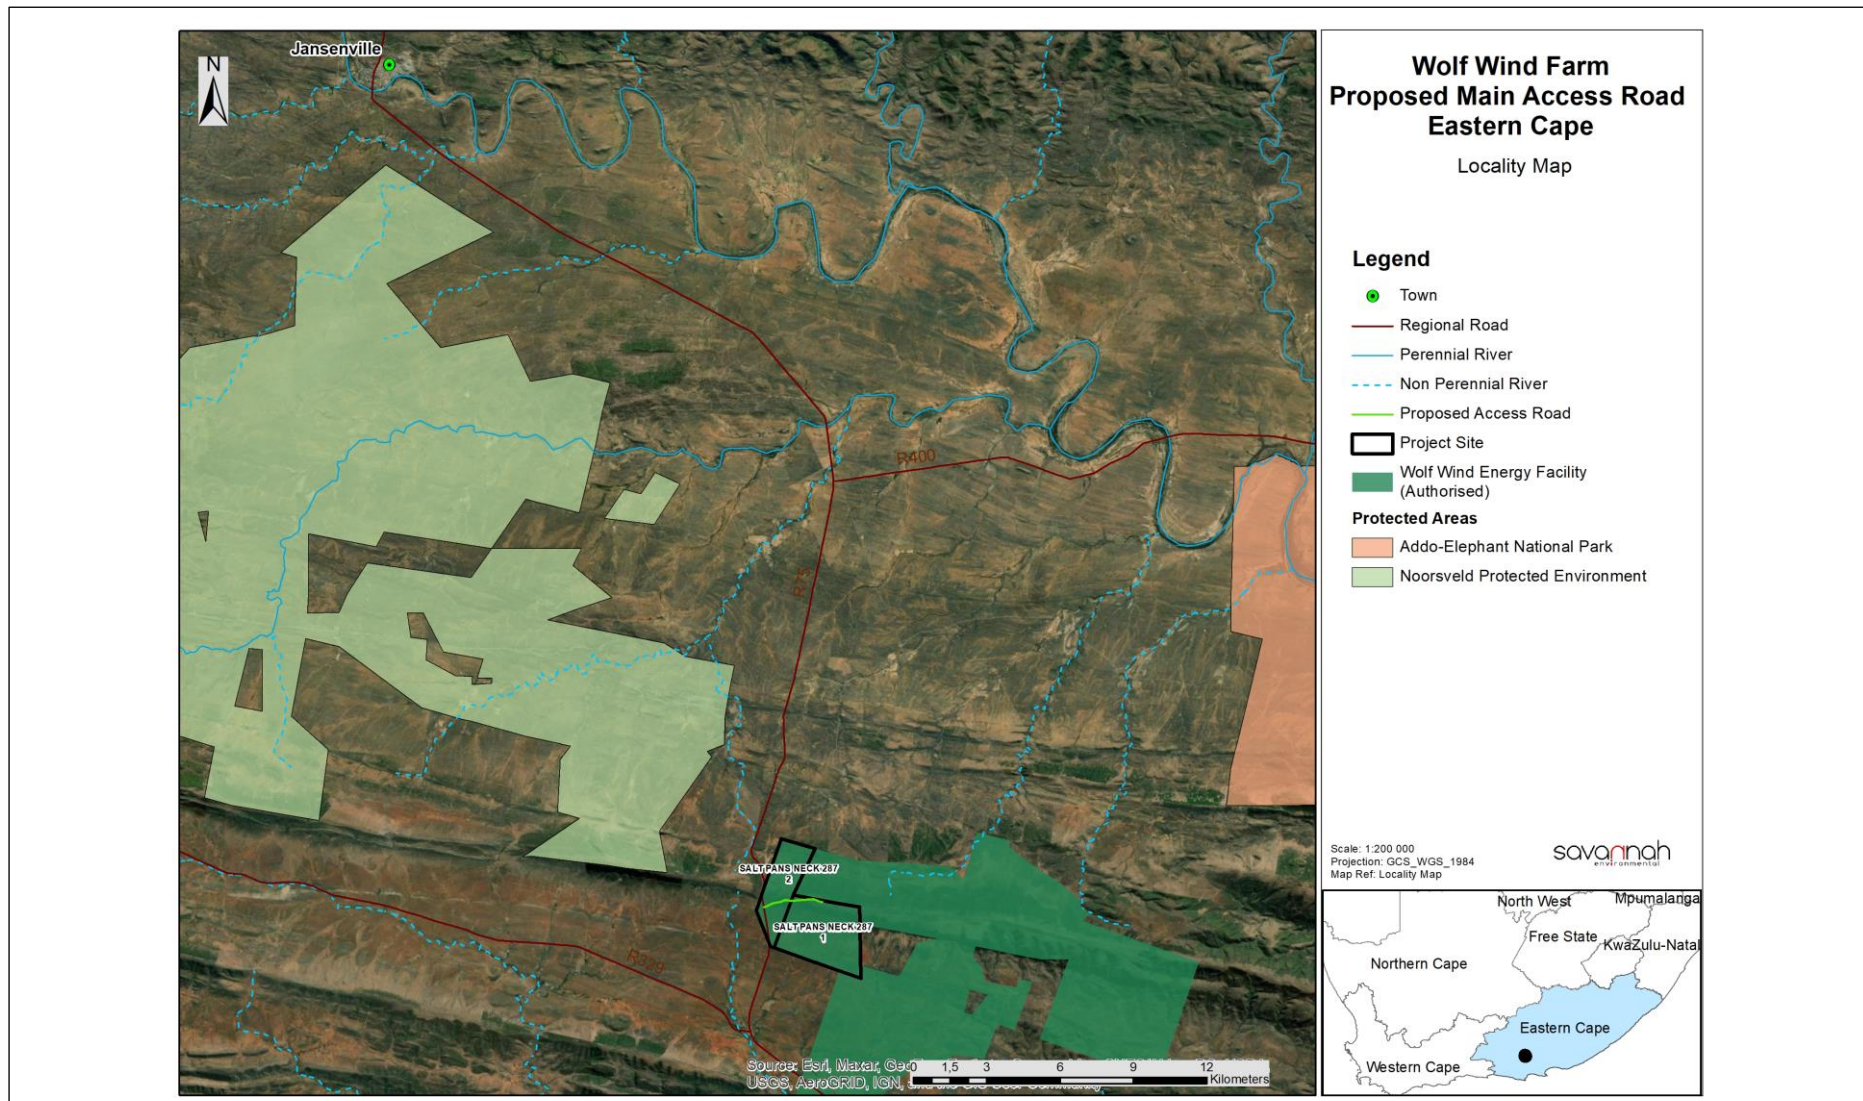 Jansenville
N
R400
R75
SALT PANS NECK 287
2
SALT PANS NECK 287
1
R329
Source: Esri, Maxar, Geo
USGS, AeroGRID, IGN,
0 1,5 3 6 9 12
Kilometers
Wolf Wind Farm
Proposed Main Access Road
Eastern Cape
Locality Map
Legend
Town
Regional Road
Perennial River
Non Perennial River
Proposed Access Road
Project Site
Wolf Wind Energy Facility
(Authorised)
Protected Areas
Addo-Elephant National Park
Noorsveld Protected Environment
Scale: 1:200 000
Projection: GCS_WGS_1984
Map Ref: Locality Map
savannah
environmental
North West
Mpumalanga
Free State
KwaZulu-Natal
Northern Cape
Eastern Cape
Western Cape